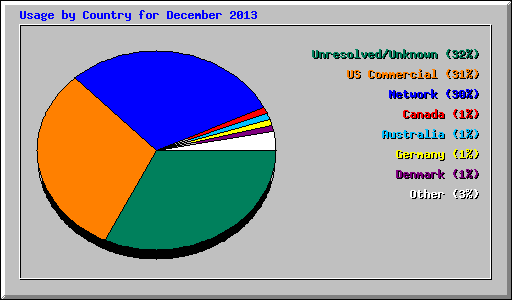 Usage by Country for December 2013
Unresolved/Unknown (32%)
US Commercial (31%)
Network (30%)
Canada (1%)
Australia (1%)
Germany (1%)
Denmark (1%)
Other (3%)